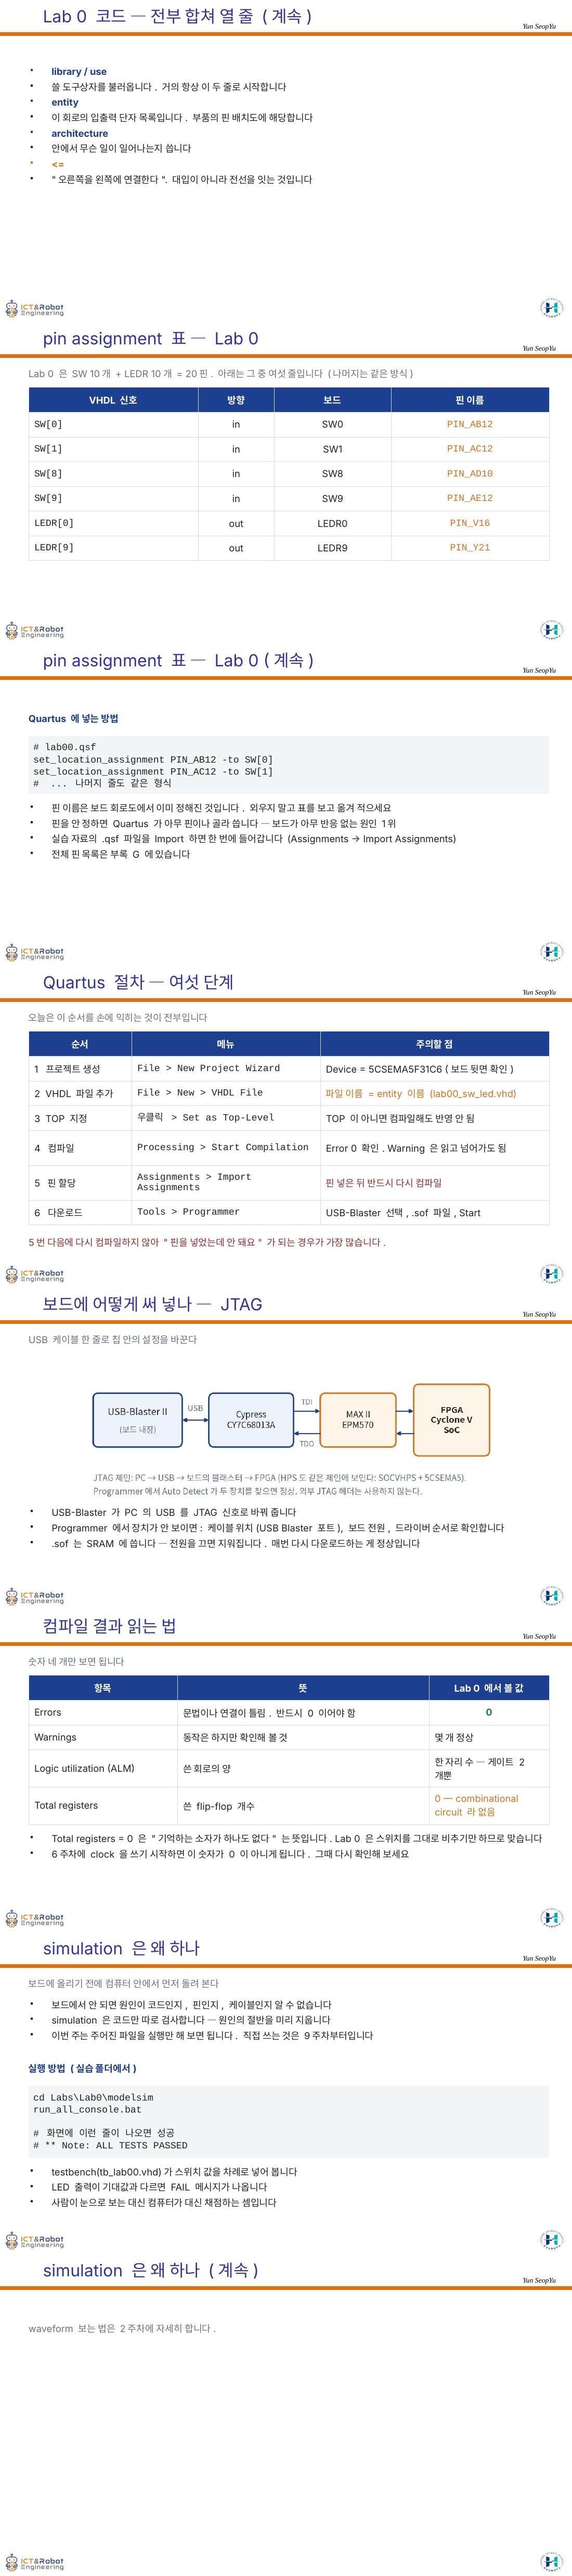 Lab 0 코드 — 전부 합쳐 열 줄 ( 계속 )
Yun SeopYu
• library / use
• 쓸 도구상자를 불러옵니다 . 거의 항상 이 두 줄로 시작합니다
• entity
• 이 회로의 입출력 단자 목록입니다 . 부품의 핀 배치도에 해당합니다
• architecture
• 안에서 무슨 일이 일어나는지 씁니다
• <=
• " 오른쪽을 왼쪽에 연결한다 ". 대입이 아니라 전선을 잇는 것입니다
ICT&Robot
Engineering
pin assignment 표 — Lab 0
Yun SeopYu
Lab 0 은 SW 10 개 + LEDR 10 개 = 20 핀 . 아래는 그 중 여섯 줄입니다 ( 나머지는 같은 방식 )
VHDL 신호 방향 보드 핀 이름
SW[0] in SW0 PIN_AB12
SW[1] in SW1 PIN_AC12
SW[8] in SW8 PIN_AD10
SW[9] in SW9 PIN_AE12
LEDR[0] out LEDR0 PIN_V16
LEDR[9] out LEDR9 PIN_Y21
ICT&Robot
Engineering
pin assignment 표 — Lab 0 ( 계속 )
Yun SeopYu
Quartus 에 넣는 방법
# lab00.qsf
set_location_assignment PIN_AB12 -to SW[0]
set_location_assignment PIN_AC12 -to SW[1]
# ... 나머지 줄도 같은 형식
• 핀 이름은 보드 회로도에서 이미 정해진 것입니다 . 외우지 말고 표를 보고 옮겨 적으세요
• 핀을 안 정하면 Quartus 가 아무 핀이나 골라 씁니다 — 보드가 아무 반응 없는 원인 1 위
• 실습 자료의 .qsf 파일을 Import 하면 한 번에 들어갑니다 (Assignments → Import Assignments)
• 전체 핀 목록은 부록 G 에 있습니다
ICT&Robot
Engineering
Quartus 절차 — 여섯 단계
Yun SeopYu
오늘은 이 순서를 손에 익히는 것이 전부입니다
순서 메뉴 주의할 점
1 프로젝트 생성 File > New Project Wizard Device = 5CSEMA5F31C6 ( 보드 뒷면 확인 )
2 VHDL 파일 추가 File > New > VHDL File 파일 이름 = entity 이름 (lab00_sw_led.vhd)
3 TOP 지정 우클릭 > Set as Top-Level TOP 이 아니면 컴파일해도 반영 안 됨
4 컴파일 Processing > Start Compilation Error 0 확인 . Warning 은 읽고 넘어가도 됨
5 핀 할당 Assignments > Import Assignments 핀 넣은 뒤 반드시 다시 컴파일
6 다운로드 Tools > Programmer USB-Blaster 선택 , .sof 파일 , Start
5 번 다음에 다시 컴파일하지 않아 " 핀을 넣었는데 안 돼요 " 가 되는 경우가 가장 많습니다 .
ICT&Robot
Engineering
보드에 어떻게 써 넣나 — JTAG
Yun SeopYu
USB 케이블 한 줄로 칩 안의 설정을 바꾼다
USB-Blaster II
(보드 내장)
USB
Cypress
CY7C68013A
TDI
TDO
MAX II
EPM570
FPGA
Cyclone V
SoC
JTAG 체인: PC → USB → 보드의 블래스터 → FPGA (HPS 도 같은 체인에 보인다: SOCVHPS + 5CSEMA5).
Programmer 에서 Auto Detect 가 두 장치를 찾으면 정상. 외부 JTAG 헤더는 사용하지 않는다.
• USB-Blaster 가 PC 의 USB 를 JTAG 신호로 바꿔 줍니다
• Programmer 에서 장치가 안 보이면 : 케이블 위치 (USB Blaster 포트 ), 보드 전원 , 드라이버 순서로 확인합니다
• .sof 는 SRAM 에 씁니다 — 전원을 끄면 지워집니다 . 매번 다시 다운로드하는 게 정상입니다
ICT&Robot
Engineering
컴파일 결과 읽는 법
Yun SeopYu
숫자 네 개만 보면 됩니다
항목 뜻 Lab 0 에서 볼 값
Errors 문법이나 연결이 틀림 . 반드시 0 이어야 함 0
Warnings 동작은 하지만 확인해 볼 것 몇 개 정상
Logic utilization (ALM) 쓴 회로의 양 한 자리 수 — 게이트 2 개뿐
Total registers 쓴 flip-flop 개수 0 — combinational circuit 라 없음
• Total registers = 0 은 " 기억하는 소자가 하나도 없다 " 는 뜻입니다 . Lab 0 은 스위치를 그대로 비추기만 하므로 맞습니다
• 6 주차에 clock 을 쓰기 시작하면 이 숫자가 0 이 아니게 됩니다 . 그때 다시 확인해 보세요
ICT&Robot
Engineering
simulation 은 왜 하나
Yun SeopYu
보드에 올리기 전에 컴퓨터 안에서 먼저 돌려 본다
• 보드에서 안 되면 원인이 코드인지 , 핀인지 , 케이블인지 알 수 없습니다
• simulation 은 코드만 따로 검사합니다 — 원인의 절반을 미리 지웁니다
• 이번 주는 주어진 파일을 실행만 해 보면 됩니다 . 직접 쓰는 것은 9 주차부터입니다
실행 방법 ( 실습 폴더에서 )
cd Labs\Lab0\modelsim
run_all_console.bat
# 화면에 이런 줄이 나오면 성공
# ** Note: ALL TESTS PASSED
• testbench(tb_lab00.vhd) 가 스위치 값을 차례로 넣어 봅니다
• LED 출력이 기대값과 다르면 FAIL 메시지가 나옵니다
• 사람이 눈으로 보는 대신 컴퓨터가 대신 채점하는 셈입니다
ICT&Robot
Engineering
simulation 은 왜 하나 ( 계속 )
Yun SeopYu
waveform 보는 법은 2 주차에 자세히 합니다 .
ICT&Robot
Engineering